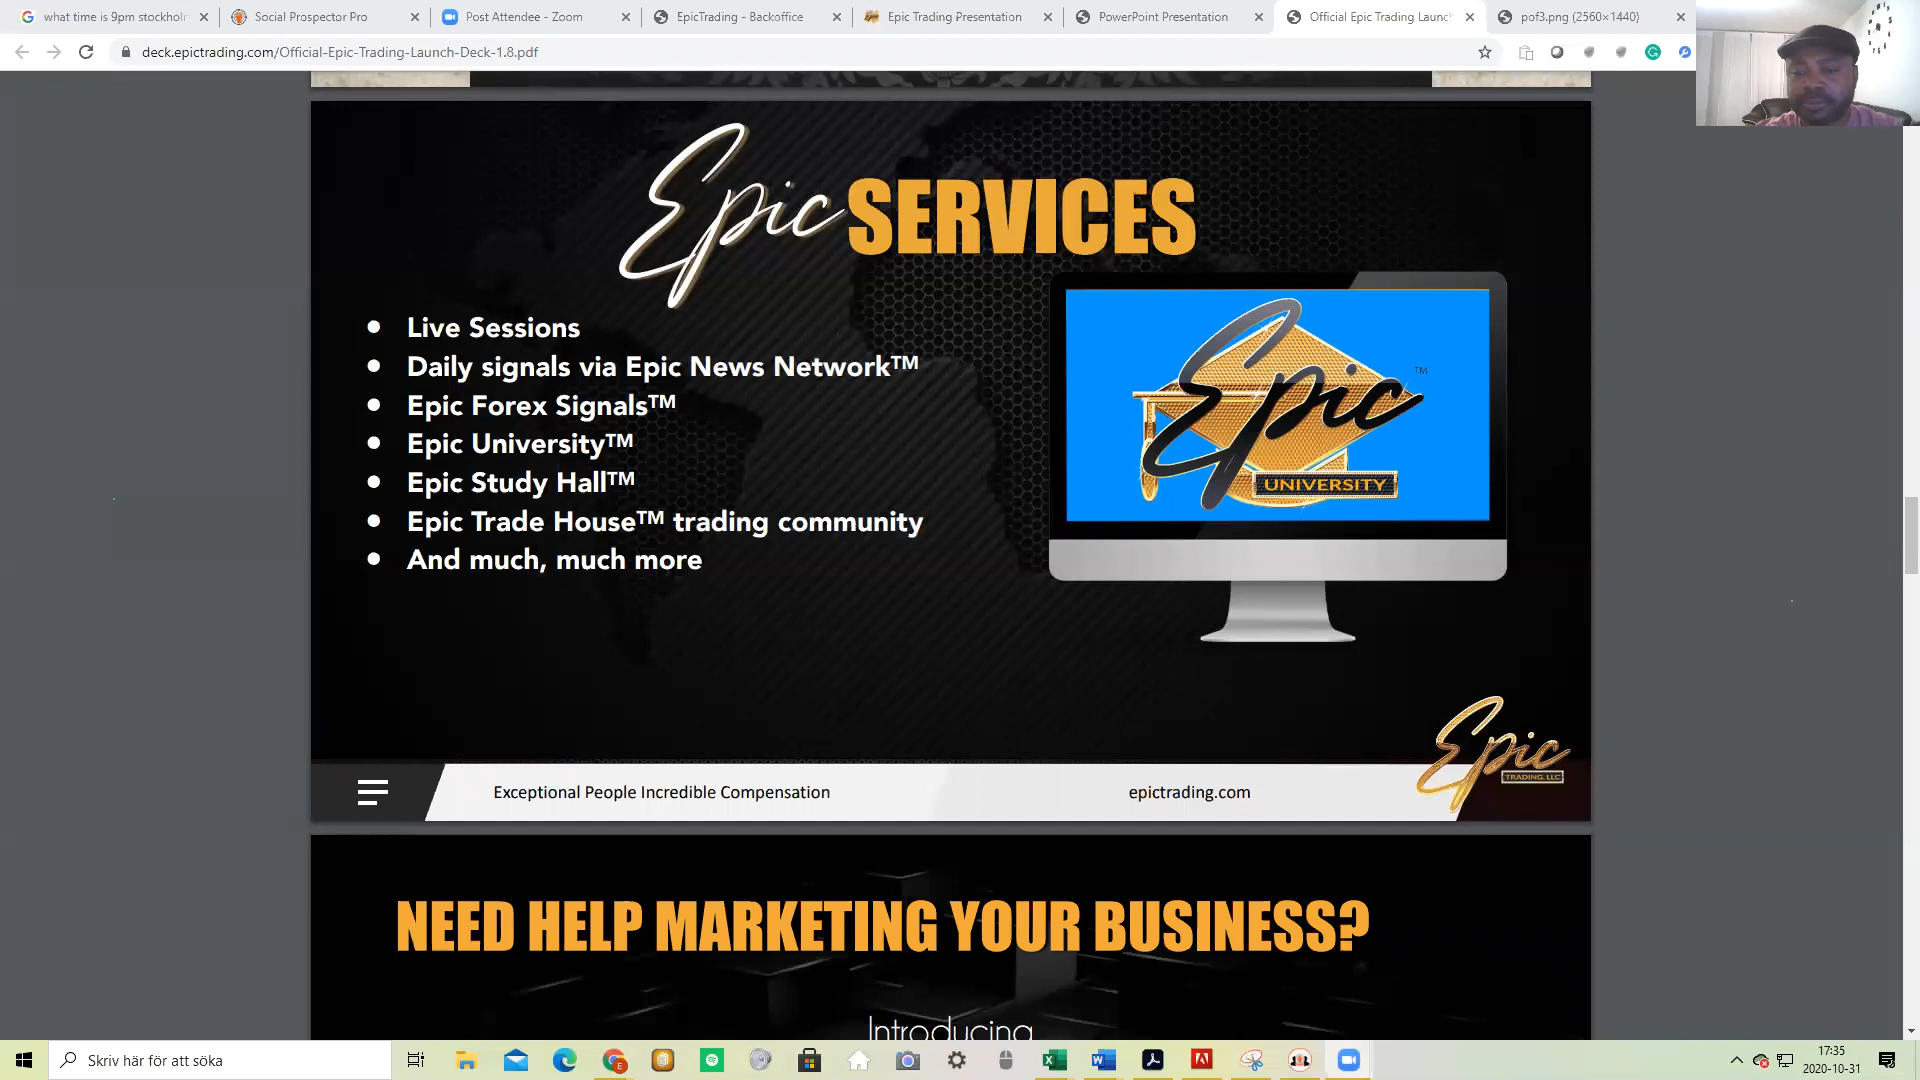 what time is 9pm stockholm
Social Prospector Pro
Post Attendee - Zoom
EpicTrading - Backoffice
Epic Trading Presentation
PowerPoint Presentation
Official Epic Trading Launc
pof3.png (2560×1440)
deck.epictrading.com/Official-Epic-Trading-Launch-Deck-1.8.pdf
Epic SERVICES
• Live Sessions
• Daily signals via Epic News Network™
• Epic Forex Signals™
• Epic University™
• Epic Study Hall™
• Epic Trade House™ trading community
• And much, much more
Epic ™
UNIVERSITY
Exceptional People Incredible Compensation
epictrading.com
Epic
TRADING, LLC
NEED HELP MARKETING YOUR BUSINESS?
Introducing
Skriv här för att söka
17:35
2020-10-31